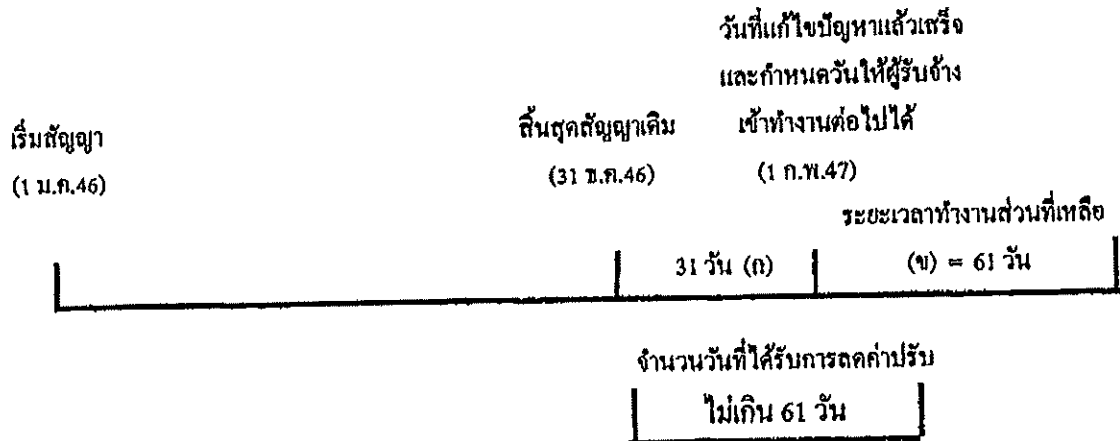 วันที่แก้ไขปัญหาแล้วเสร็จ
และกำหนดวันให้ผู้รับจ้าง
เริ่มสัญญา สิ้นสุดสัญญาเดิม เข้าทำงานต่อไปได้
(1 ม.ค.46) (31 ธ.ค.46) (1 ก.พ.47)
ระยะเวลาทำงานส่วนที่เหลือ
31 วัน (ก) (ข) = 61 วัน
จำนวนวันที่ได้รับการลดค่าปรับ
ไม่เกิน 61 วัน